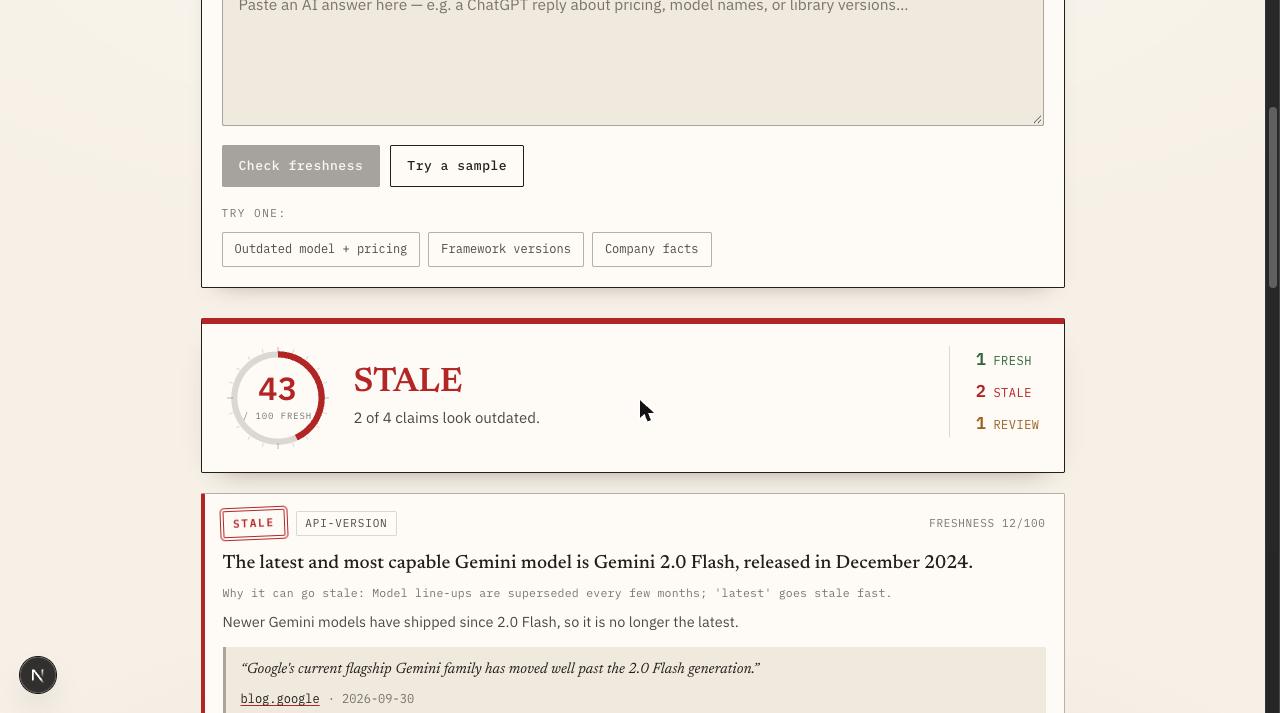 Paste an AI answer here — e.g. a ChatGPT reply about pricing, model names, or library versions...
Check freshness
Try a sample
TRY ONE:
Outdated model + pricing
Framework versions
Company facts
43
/ 100 FRESH
STALE
2 of 4 claims look outdated.
1 FRESH
2 STALE
1 REVIEW
STALE
API-VERSION
FRESHNESS 12/100
The latest and most capable Gemini model is Gemini 2.0 Flash, released in December 2024.
Why it can go stale: Model line-ups are superseded every few months; 'latest' goes stale fast.
Newer Gemini models have shipped since 2.0 Flash, so it is no longer the latest.
“Google's current flagship Gemini family has moved well past the 2.0 Flash generation.”
blog.google · 2026-09-30
N